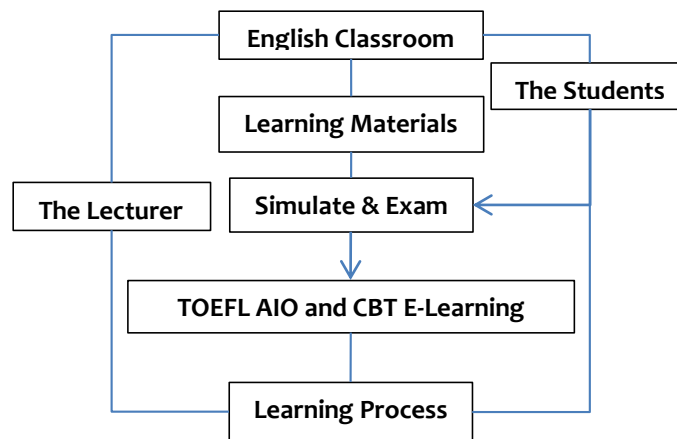 English Classroom
The Students
Learning Materials
The Lecturer
Simulate & Exam
TOEFL AIO and CBT E-Learning
Learning Process